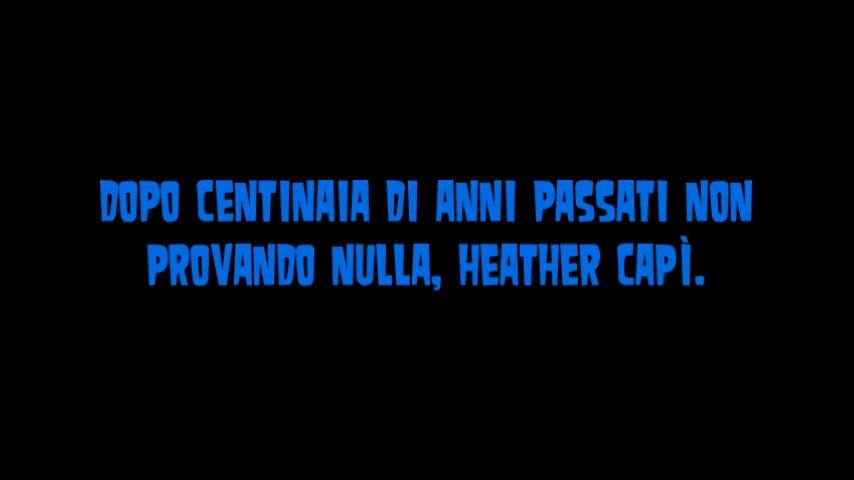 DOPO CENTINAIA DI ANNI PASSATI NON
PROVANDO NULLA, HEATHER CAPÌ.